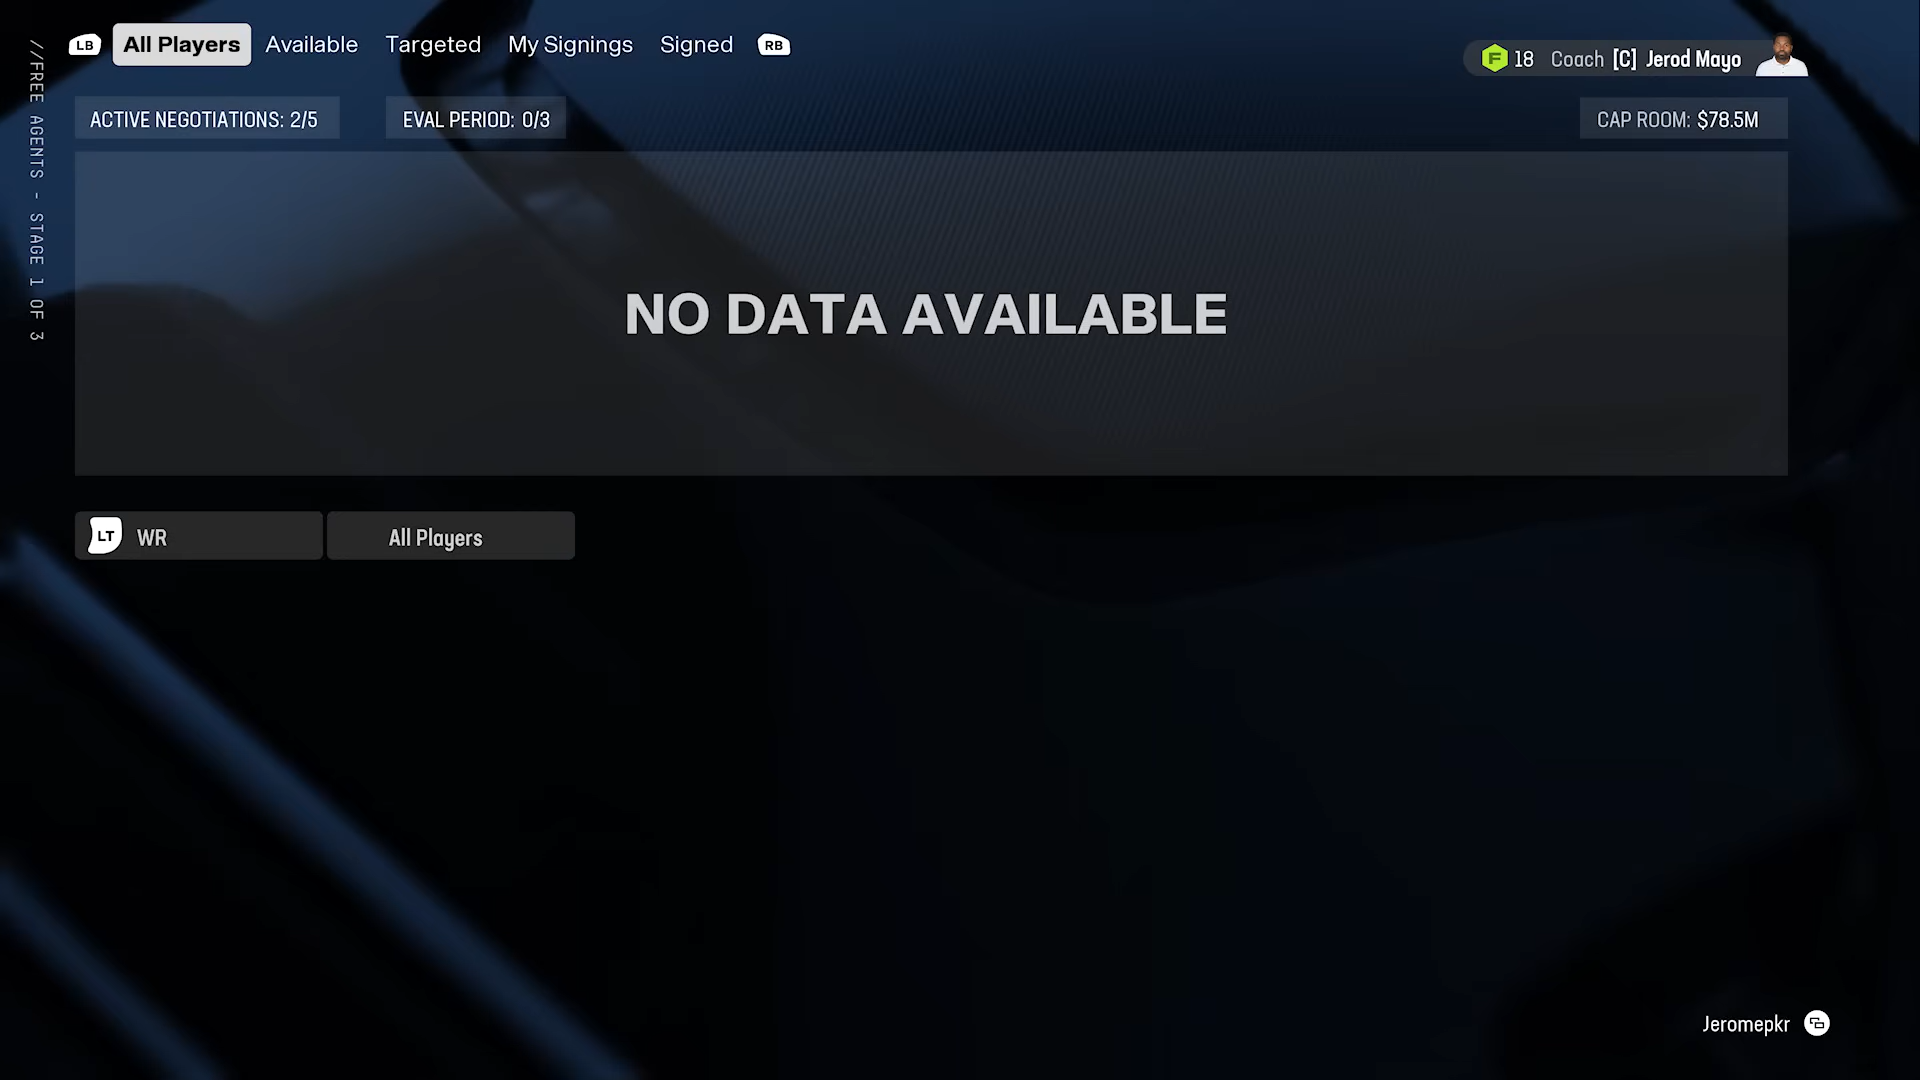 LB All Players Available Targeted My Signings Signed RB
F 18 Coach [C] Jerod Mayo
//FREE AGENTS - STAGE 1 OF 3
ACTIVE NEGOTIATIONS: 2/5 EVAL PERIOD: 0/3 CAP ROOM: $78.5M
NO DATA AVAILABLE
LT WR All Players
Jeromepkr